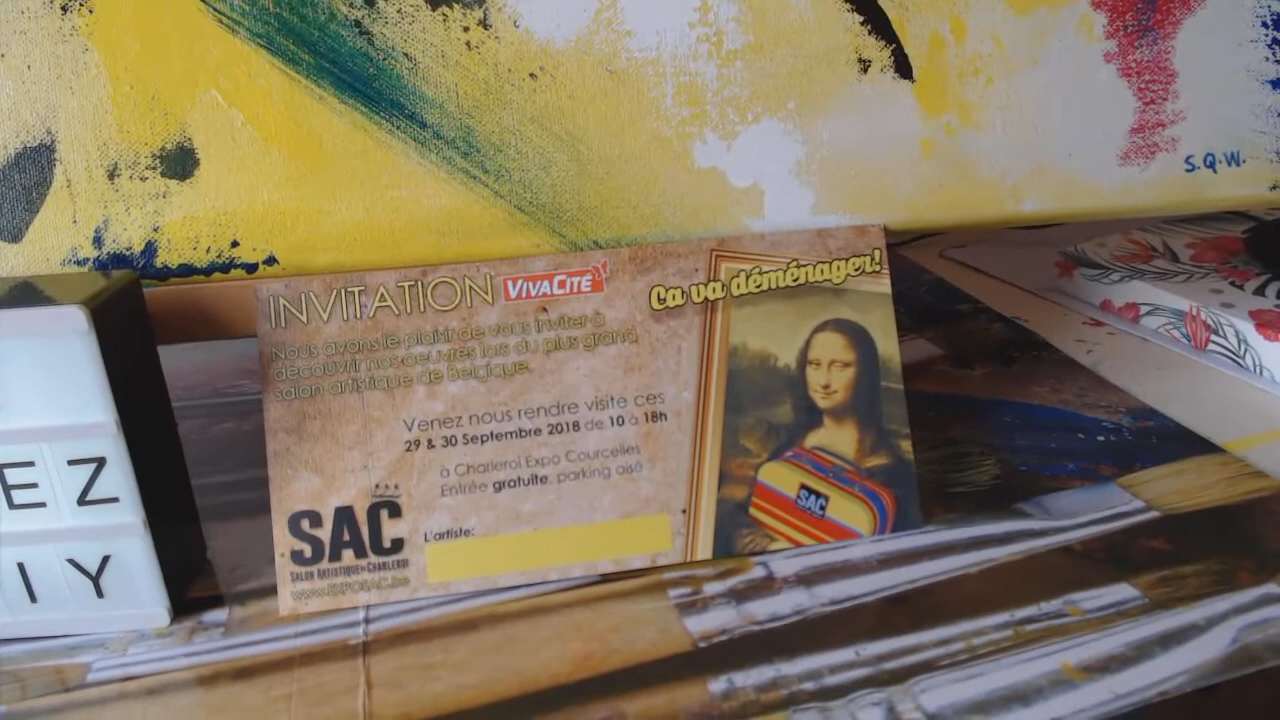 S.Q.W.
INVITATION VIVACITÉ
Ça va déménager!
Nous avons le plaisir de vous inviter à
découvrir nos oeuvres lors du plus grand
salon artistique de Belgique.
Venez nous rendre visite ces
29 & 30 Septembre 2018 de 10 à 18h
à Charleroi Expo Courcelles
Entrée gratuite, parking aisé
SAC
SALON ARTISTIQUE DE CHARLEROI
www.EXPOSAC.be
L'artiste:
SAC
EZ
IY